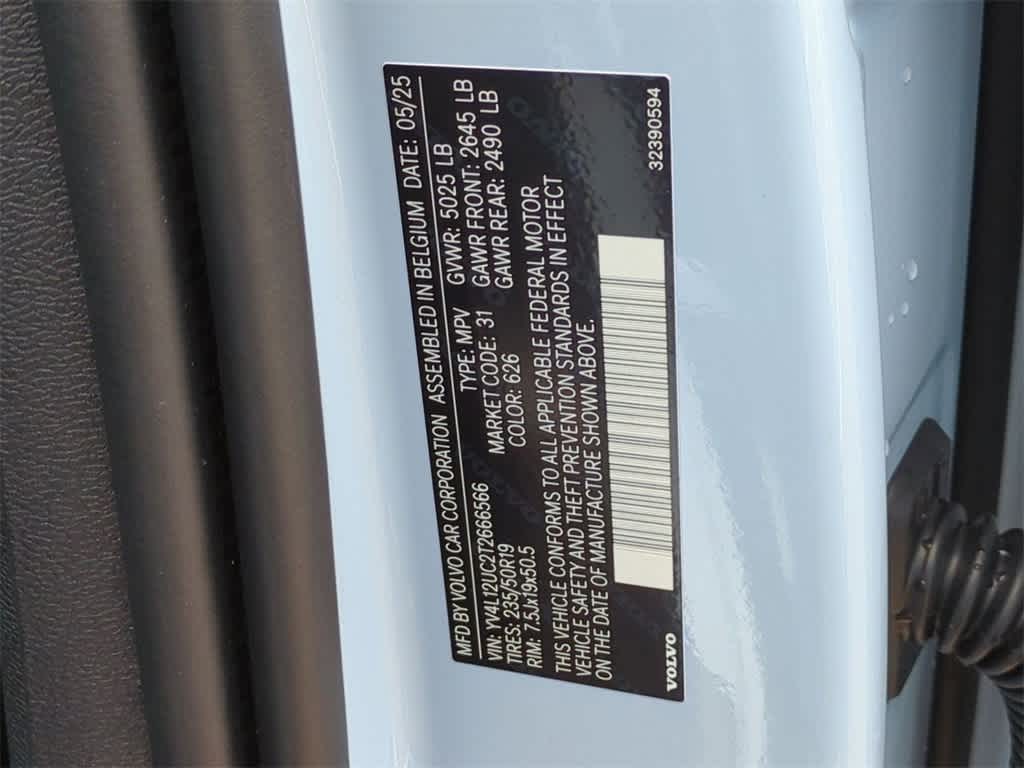 MFD BY VOLVO CAR CORPORATION ASSEMBLED IN BELGIUM DATE: 05/25
VIN: YV4L12UC2T2666566 TYPE: MPV GVWR: 5025 LB
TIRES: 235/50R19 MARKET CODE: 31 GAWR FRONT: 2645 LB
RIM: 7.5Jx19x50.5 COLOR: 626 GAWR REAR: 2490 LB
THIS VEHICLE CONFORMS TO ALL APPLICABLE FEDERAL MOTOR
VEHICLE SAFETY AND THEFT PREVENTION STANDARDS IN EFFECT
ON THE DATE OF MANUFACTURE SHOWN ABOVE.
VOLVO 32390594